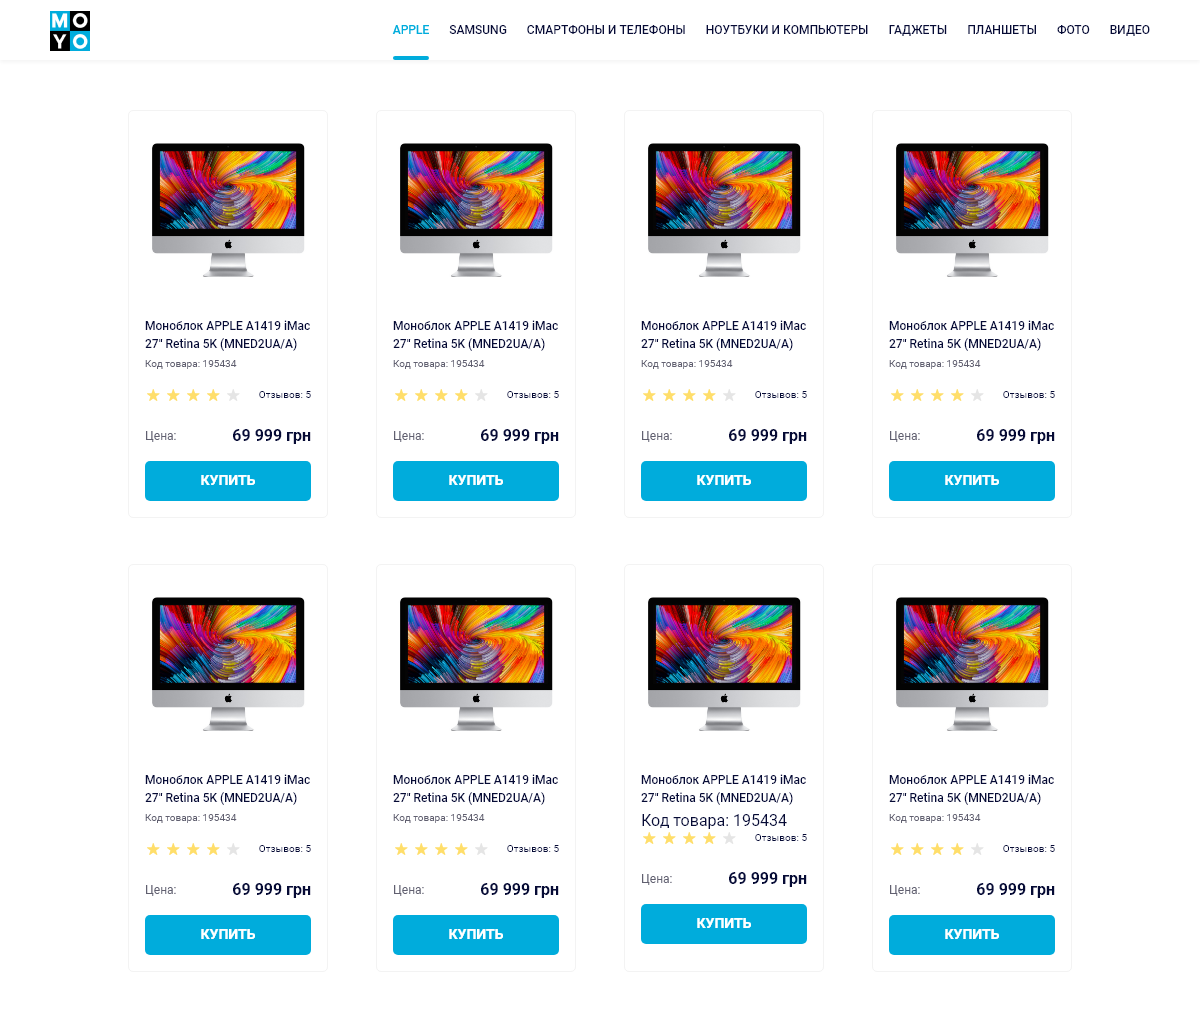 MO
YO
APPLE SAMSUNG СМАРТФОНЫ И ТЕЛЕФОНЫ НОУТБУКИ И КОМПЬЮТЕРЫ ГАДЖЕТЫ ПЛАНШЕТЫ ФОТО ВИДЕО
Моноблок APPLE A1419 iMac
27" Retina 5K (MNED2UA/A)
Код товара: 195434
Отзывов: 5
Цена: 69 999 грн
КУПИТЬ
Моноблок APPLE A1419 iMac
27" Retina 5K (MNED2UA/A)
Код товара: 195434
Отзывов: 5
Цена: 69 999 грн
КУПИТЬ
Моноблок APPLE A1419 iMac
27" Retina 5K (MNED2UA/A)
Код товара: 195434
Отзывов: 5
Цена: 69 999 грн
КУПИТЬ
Моноблок APPLE A1419 iMac
27" Retina 5K (MNED2UA/A)
Код товара: 195434
Отзывов: 5
Цена: 69 999 грн
КУПИТЬ
Моноблок APPLE A1419 iMac
27" Retina 5K (MNED2UA/A)
Код товара: 195434
Отзывов: 5
Цена: 69 999 грн
КУПИТЬ
Моноблок APPLE A1419 iMac
27" Retina 5K (MNED2UA/A)
Код товара: 195434
Отзывов: 5
Цена: 69 999 грн
КУПИТЬ
Моноблок APPLE A1419 iMac
27" Retina 5K (MNED2UA/A)
Код товара: 195434
Отзывов: 5
Цена: 69 999 грн
КУПИТЬ
Моноблок APPLE A1419 iMac
27" Retina 5K (MNED2UA/A)
Код товара: 195434
Отзывов: 5
Цена: 69 999 грн
КУПИТЬ